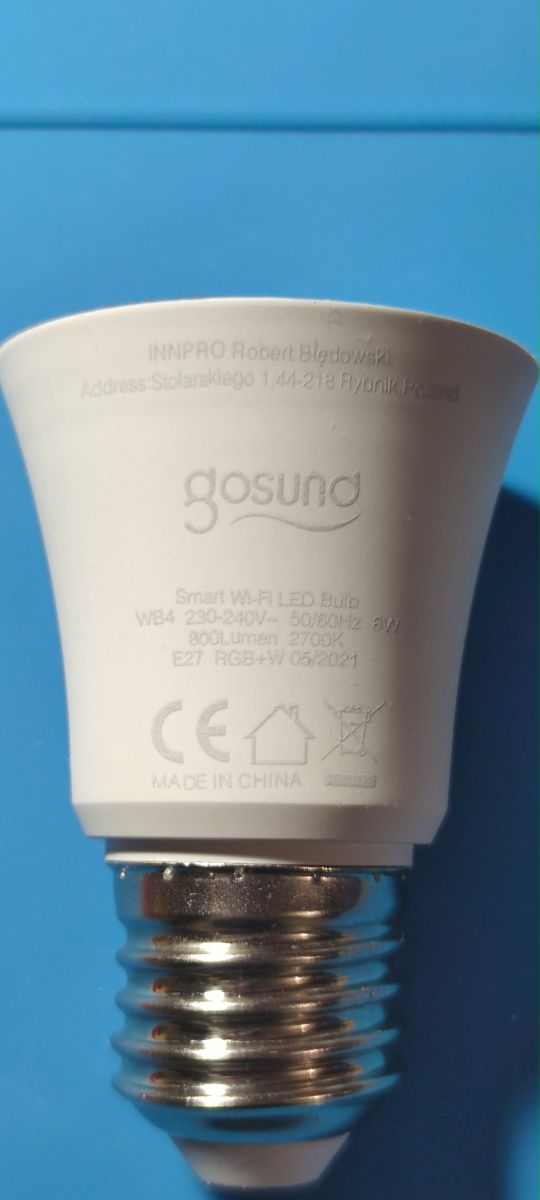 INNPRO Robert Błędowski
Address:Stolarskiego 1,44-218 Rybnik,Poland
gosund
Smart Wi-Fi LED Bulb
WB4 230-240V~ 50/60Hz 8W
800Lumen 2700K
E27 RGB+W 05/2021
CE
MADE IN CHINA